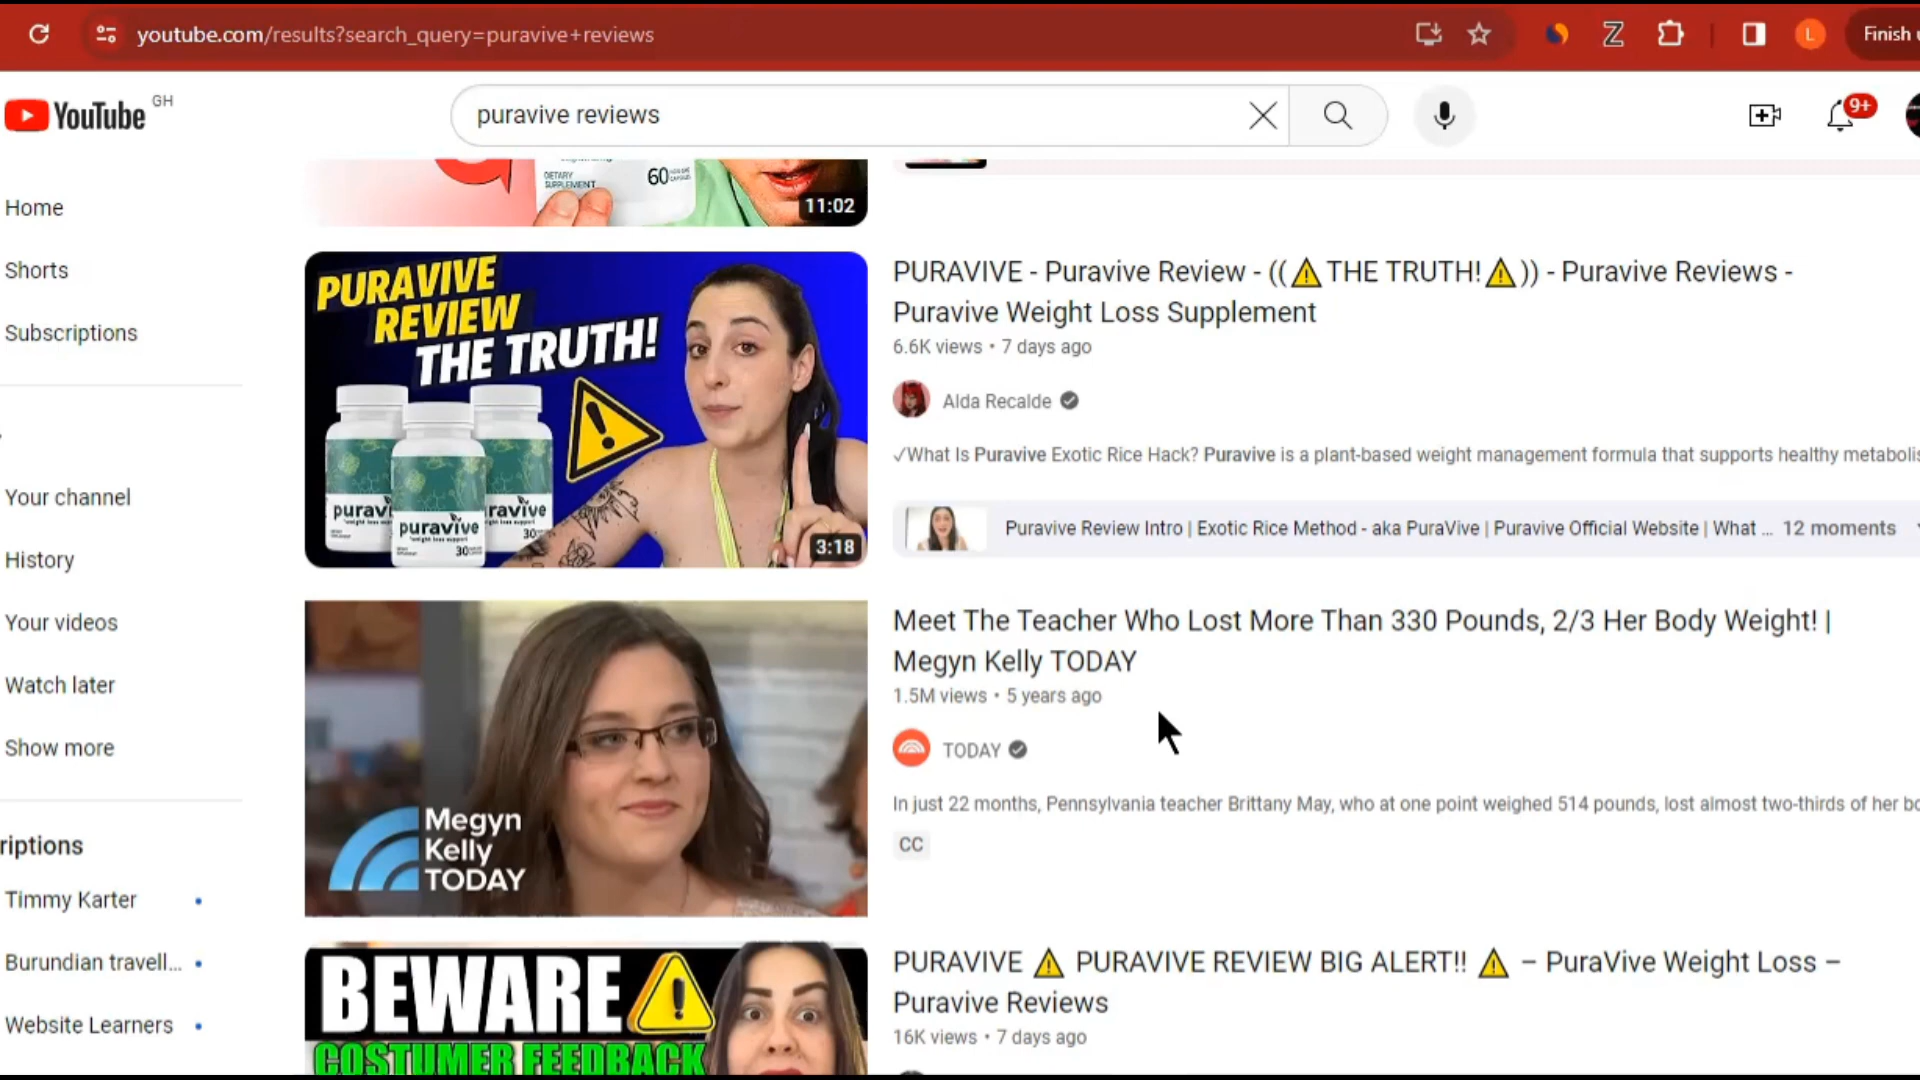 youtube.com/results?search_query=puravive+reviews
Finish
YouTube GH
puravive reviews
9+
Home
Shorts
Subscriptions
Your channel
History
Your videos
Watch later
Show more
riptions
Timmy Karter
Burundian travell...
Website Learners
DETARY
SUPPLEMENT
60
11:02
PURAVIVE
REVIEW
THE TRUTH!
puravive
30
3:18
PURAVIVE - Puravive Review - ((⚠THE TRUTH!⚠)) - Puravive Reviews -
Puravive Weight Loss Supplement
6.6K views • 7 days ago
Alda Recalde
✓What Is Puravive Exotic Rice Hack? Puravive is a plant-based weight management formula that supports healthy metabolis
Puravive Review Intro | Exotic Rice Method - aka PuraVive | Puravive Official Website | What ... 12 moments
Megyn
Kelly
TODAY
Meet The Teacher Who Lost More Than 330 Pounds, 2/3 Her Body Weight! |
Megyn Kelly TODAY
1.5M views • 5 years ago
TODAY
In just 22 months, Pennsylvania teacher Brittany May, who at one point weighed 514 pounds, lost almost two-thirds of her bo
CC
BEWARE
COSTUMER FEEDBACK
PURAVIVE ⚠ PURAVIVE REVIEW BIG ALERT!! ⚠ – PuraVive Weight Loss –
Puravive Reviews
16K views • 7 days ago